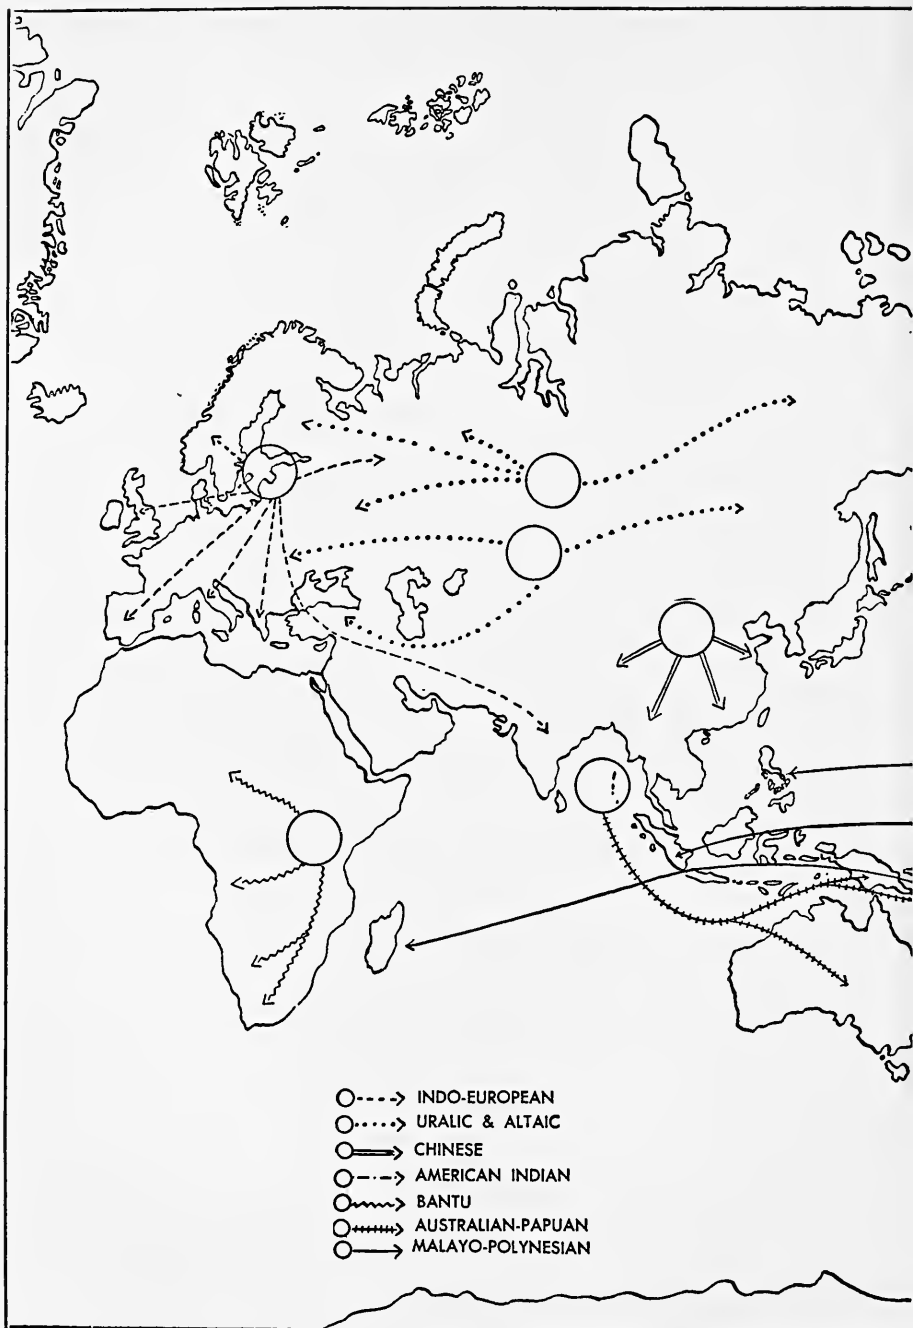 INDO-EUROPEAN
URALIC & ALTAIC
CHINESE
AMERICAN INDIAN
BANTU
AUSTRALIAN-PAPUAN
MALAYO-POLYNESIAN